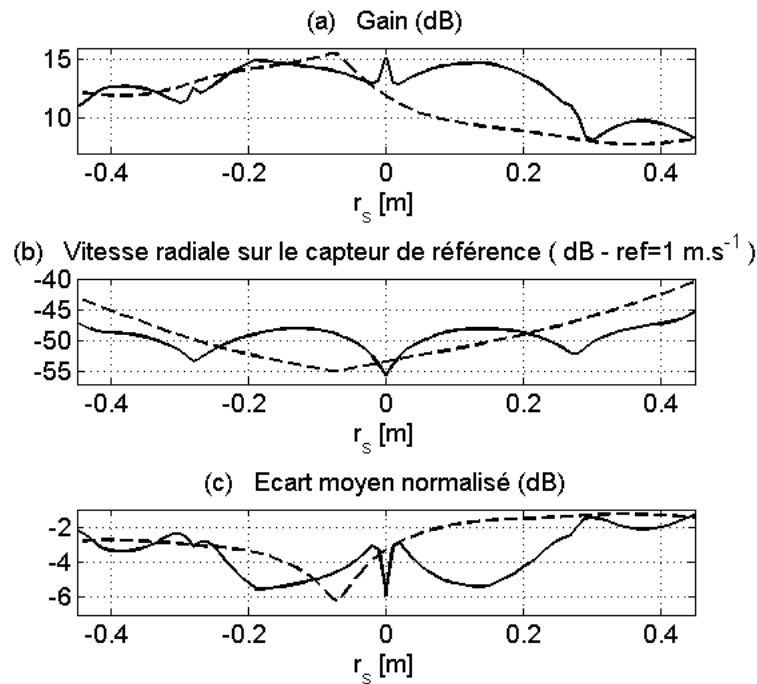 (a) Gain (dB)
15
10
-0.4 -0.2 0 0.2 0.4
r_s [m]
(b) Vitesse radiale sur le capteur de référence ( dB - ref=1 m.s⁻¹ )
-40
-45
-50
-55
-0.4 -0.2 0 0.2 0.4
r_s [m]
(c) Ecart moyen normalisé (dB)
-2
-4
-6
-0.4 -0.2 0 0.2 0.4
r_s [m]